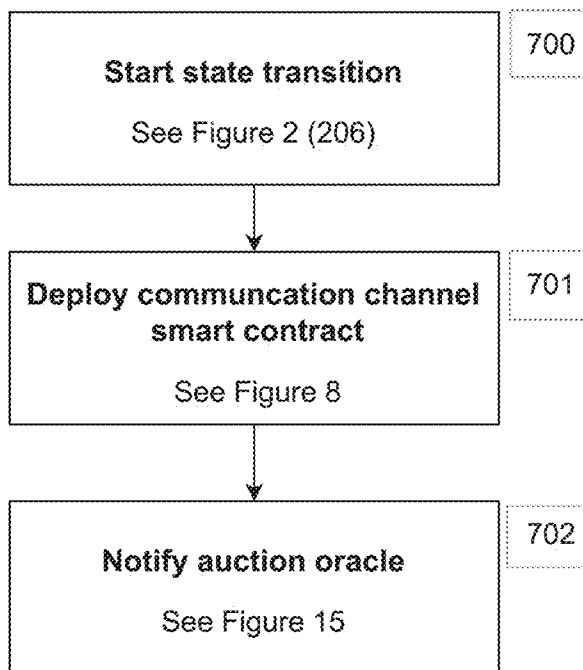 700
Start state transition
See Figure 2 (206)
701
Deploy communcation channel
smart contract
See Figure 8
702
Notify auction oracle
See Figure 15